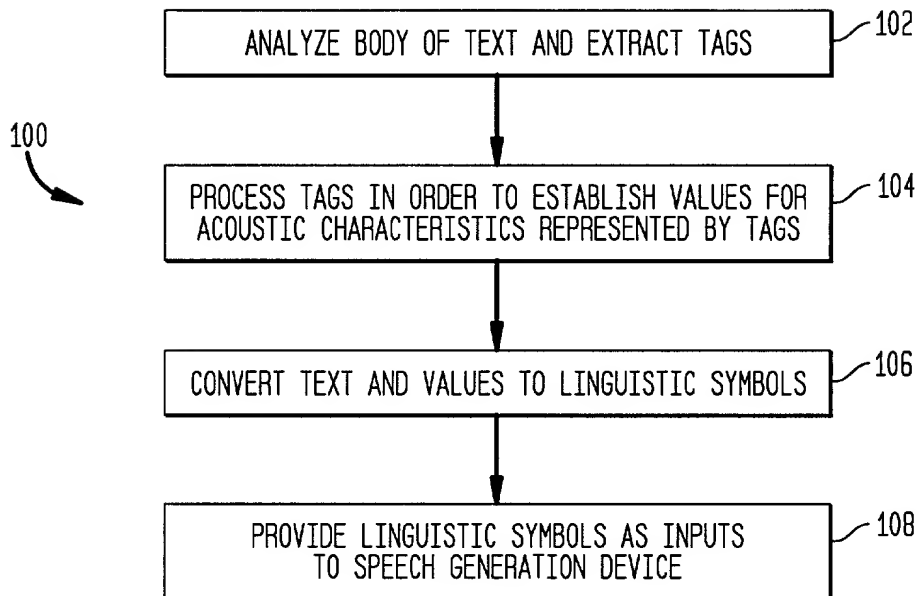 ANALYZE BODY OF TEXT AND EXTRACT TAGS
102
100
PROCESS TAGS IN ORDER TO ESTABLISH VALUES FOR
ACOUSTIC CHARACTERISTICS REPRESENTED BY TAGS
104
CONVERT TEXT AND VALUES TO LINGUISTIC SYMBOLS
106
PROVIDE LINGUISTIC SYMBOLS AS INPUTS
TO SPEECH GENERATION DEVICE
108